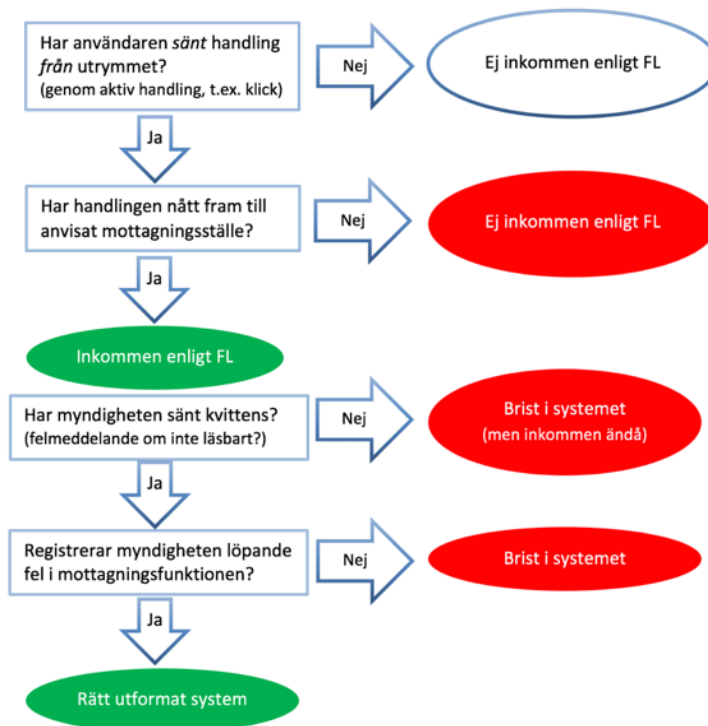 Har användaren sänt handling
från utrymmet?
(genom aktiv handling, t.ex. klick)
Nej
Ej inkommen enligt FL
Ja
Har handlingen nått fram till
anvisat mottagningsställe?
Nej
Ej inkommen enligt FL
Ja
Inkommen enligt FL
Har myndigheten sänt kvittens?
(felmeddelande om inte läsbart?)
Nej
Brist i systemet
(men inkommen ändå)
Ja
Registrerar myndigheten löpande
fel i mottagningsfunktionen?
Nej
Brist i systemet
Ja
Rätt utformat system